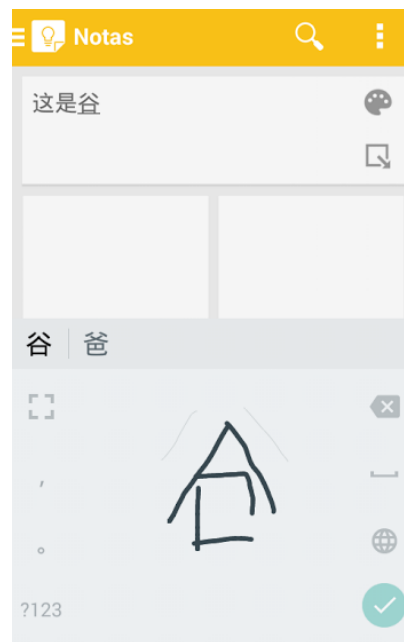 Notas
这是谷
谷 爸
,
。
?123